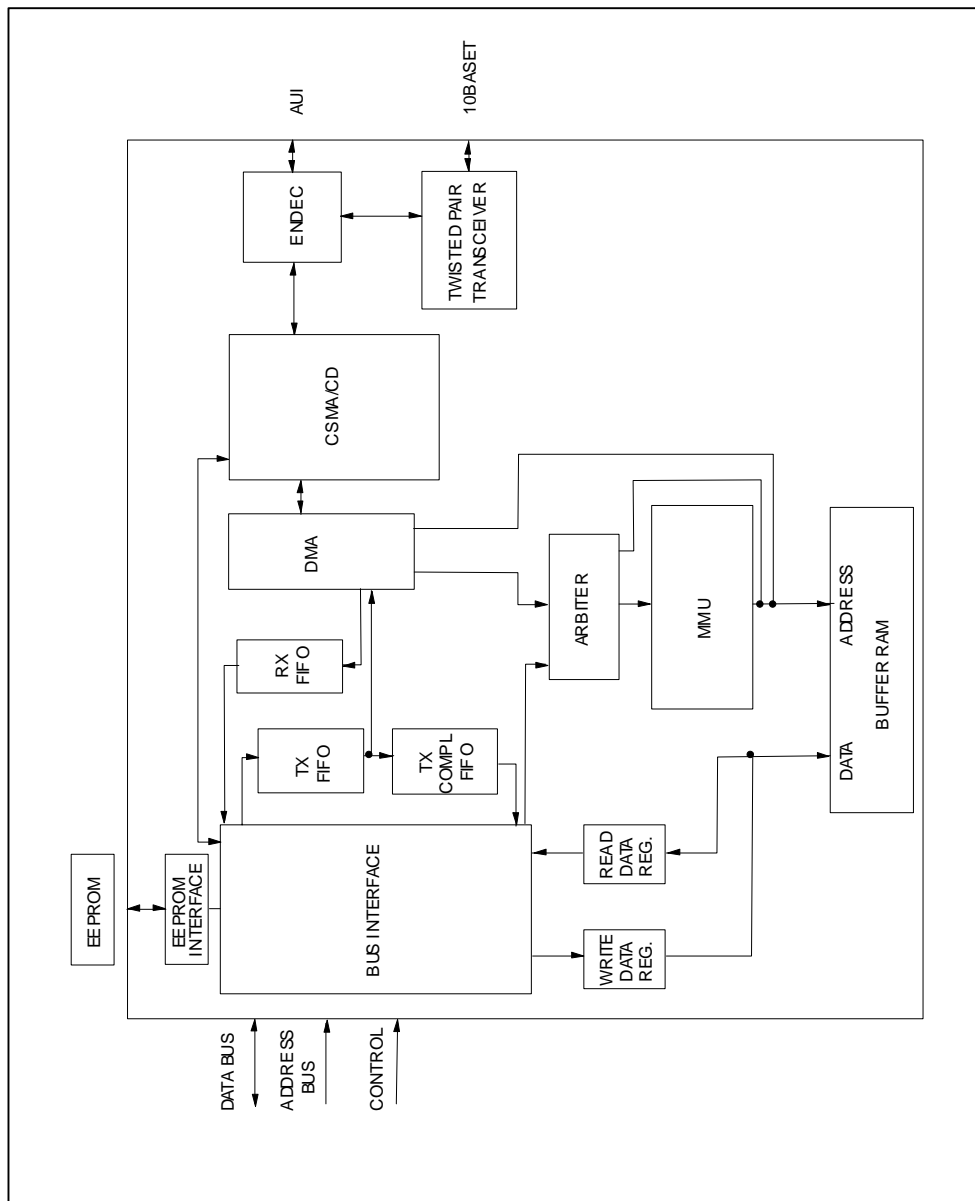 DATA BUS
ADDRESS
BUS
CONTROL
EEPROM
EEPROM
INTERFACE
BUS INTERFACE
WRITE
DATA
REG.
READ
DATA
REG.
TX
FIFO
TX
COMPL
FIFO
RX
FIFO
DMA
CSMA/CD
ENDEC
AUI
TWISTED PAIR
TRANSCEIVER
10BASET
ARBITER
MMU
DATA
ADDRESS
BUFFER RAM